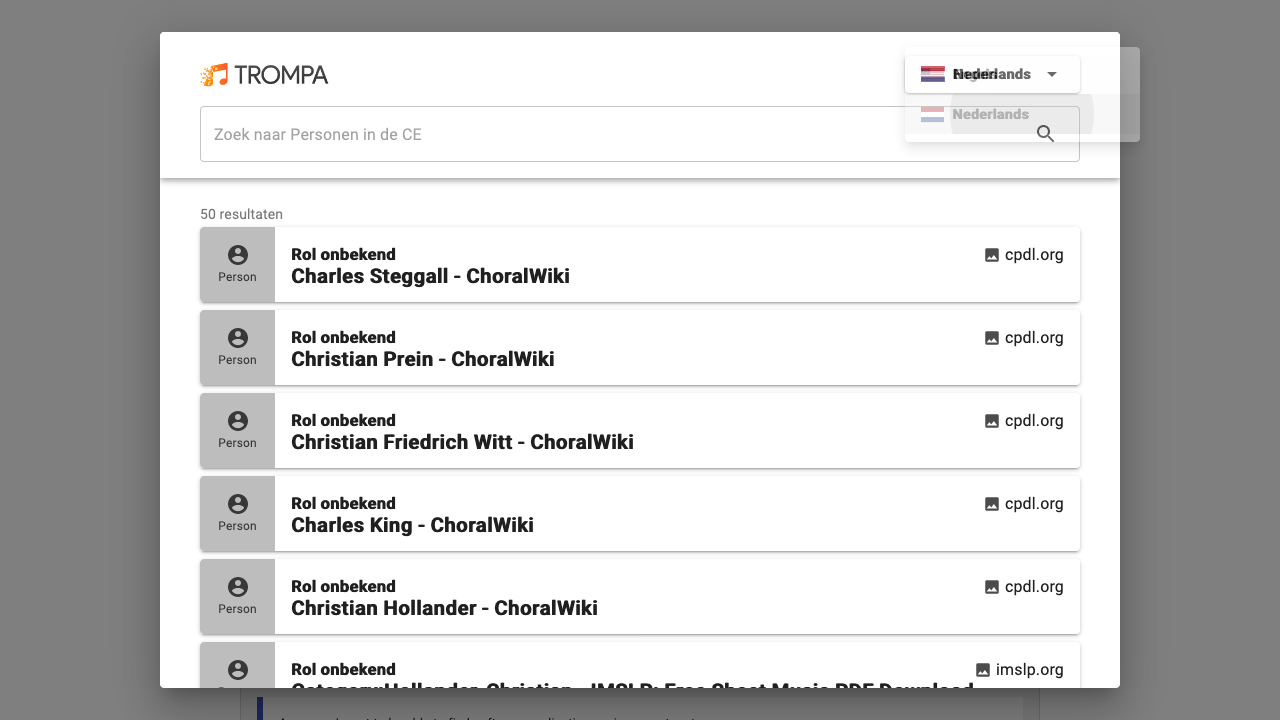 TROMPA
Nederlands
Nederlands
Zoek naar Personen in de CE
50 resultaten
Person
Rol onbekend
Charles Steggall - ChoralWiki
cpdl.org
Person
Rol onbekend
Christian Prein - ChoralWiki
cpdl.org
Person
Rol onbekend
Christian Friedrich Witt - ChoralWiki
cpdl.org
Person
Rol onbekend
Charles King - ChoralWiki
cpdl.org
Person
Rol onbekend
Christian Hollander - ChoralWiki
cpdl.org
Rol onbekend
Category:Hollander, Christian - IMSLP: Free Sheet Music PDF Download
imslp.org